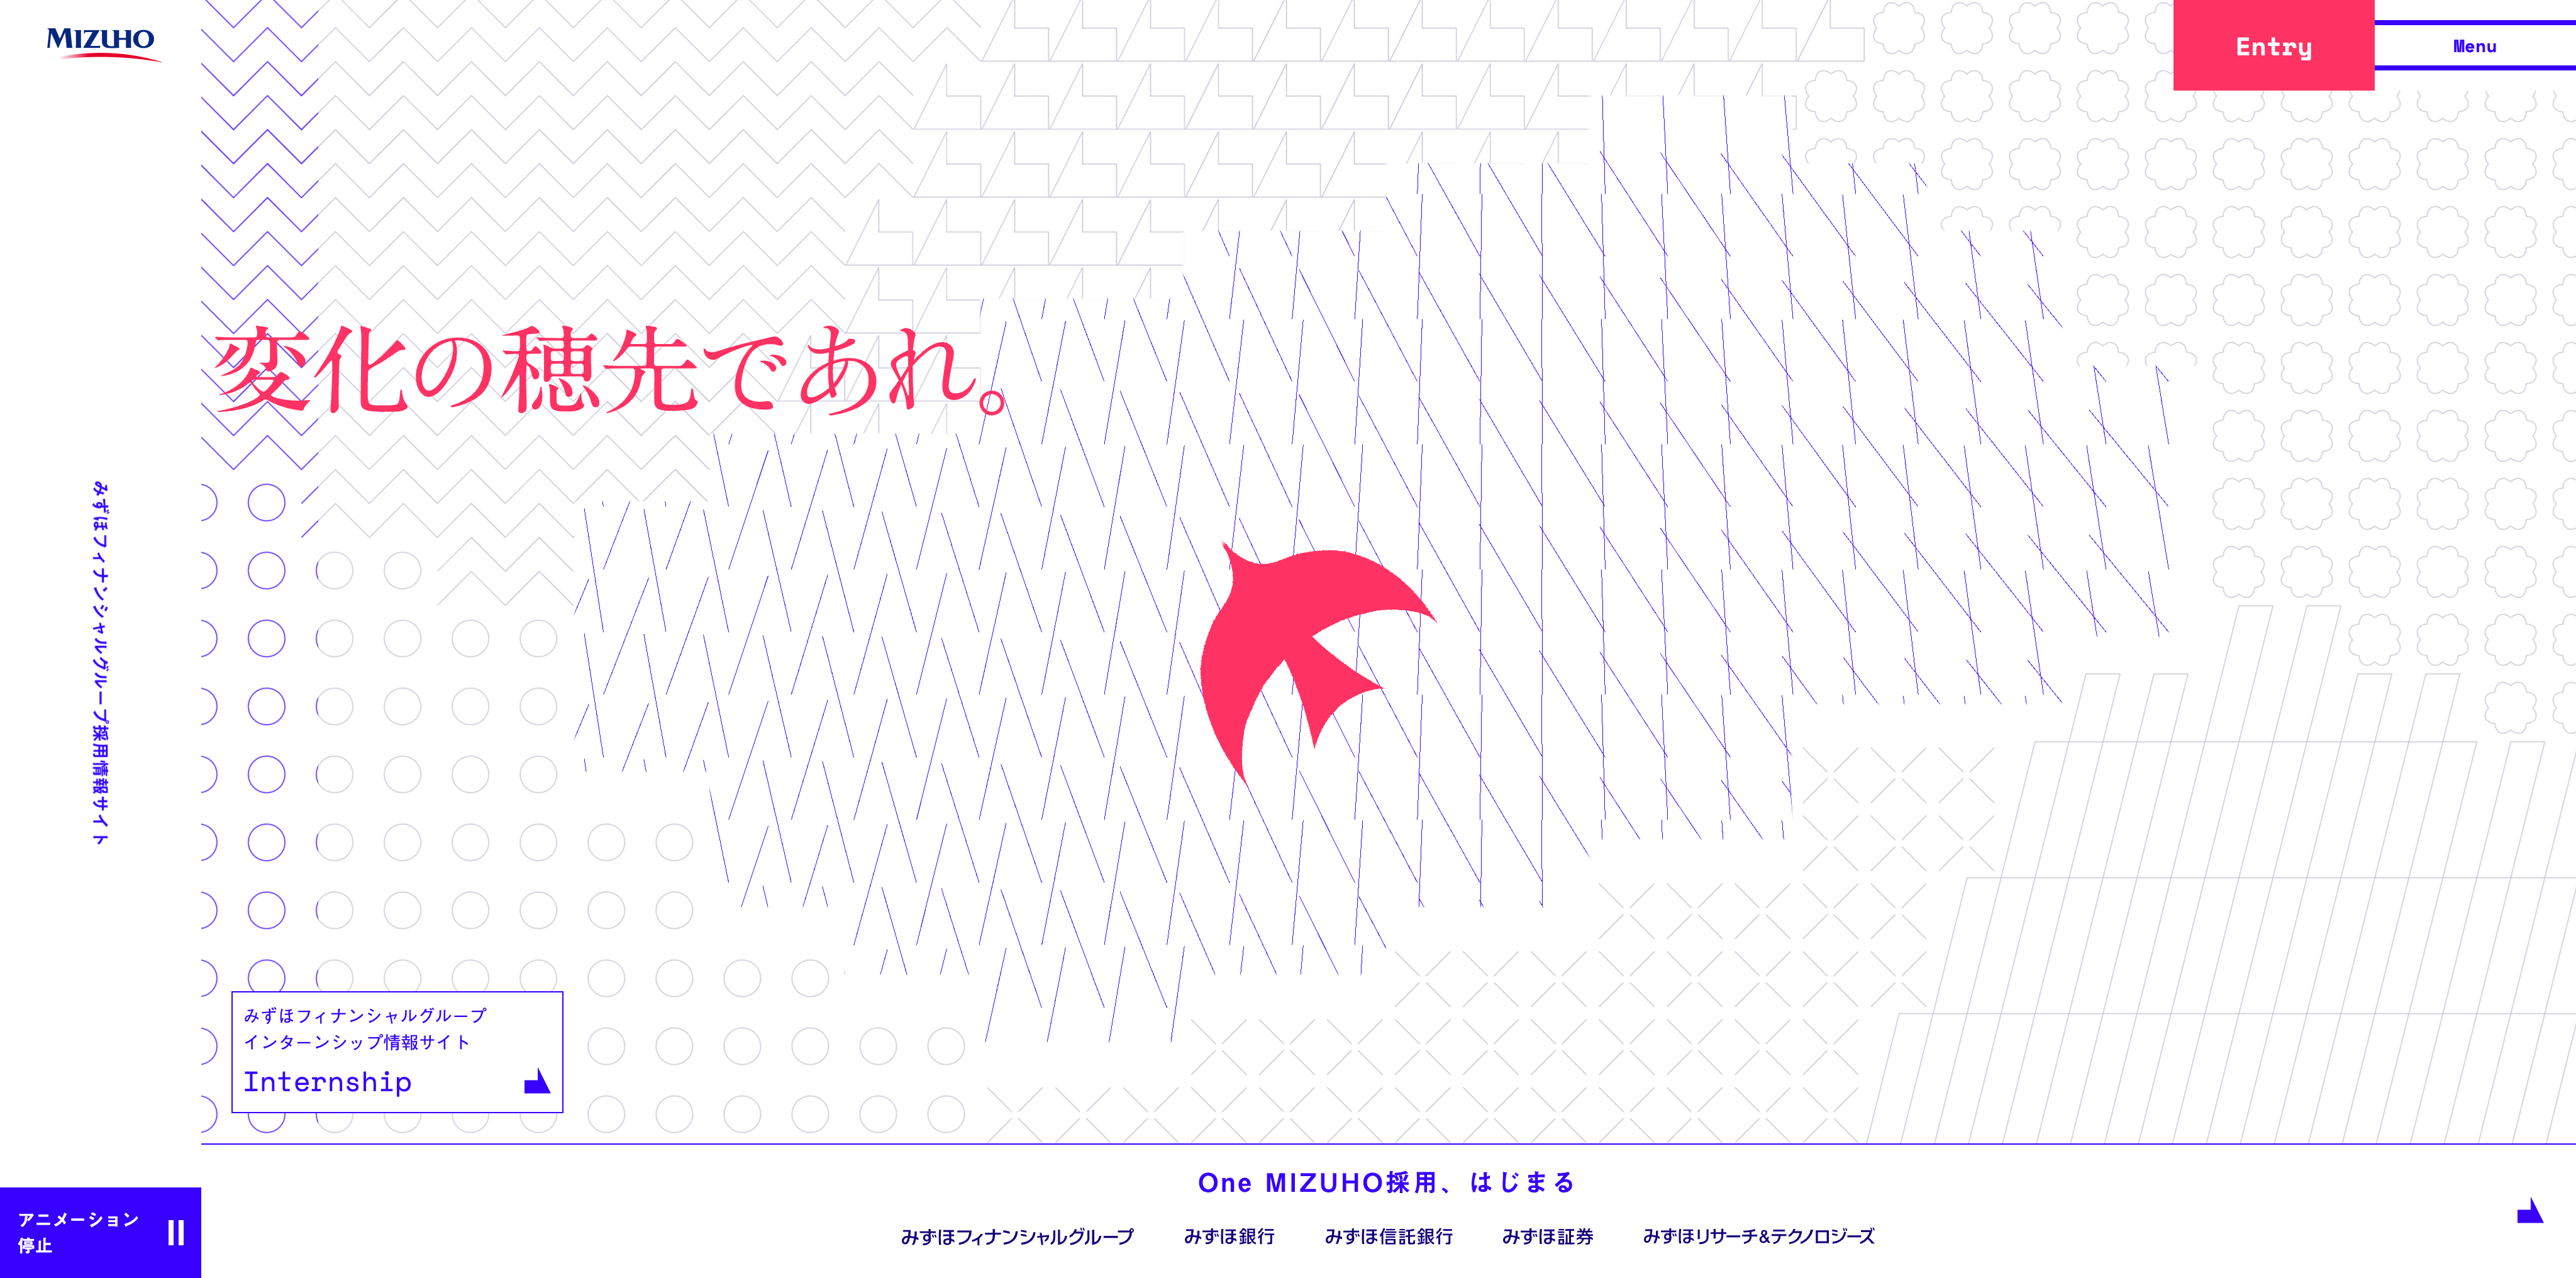 MIZUHO
Entry
Menu
変化の穂先であれ。
みずほフィナンシャルグループ採用情報サイト
みずほフィナンシャルグループ
インターンシップ情報サイト
Internship
One MIZUHO採用、はじまる
みずほフィナンシャルグループ
みずほ銀行
みずほ信託銀行
みずほ証券
みずほリサーチ&テクノロジーズ
アニメーション
停止